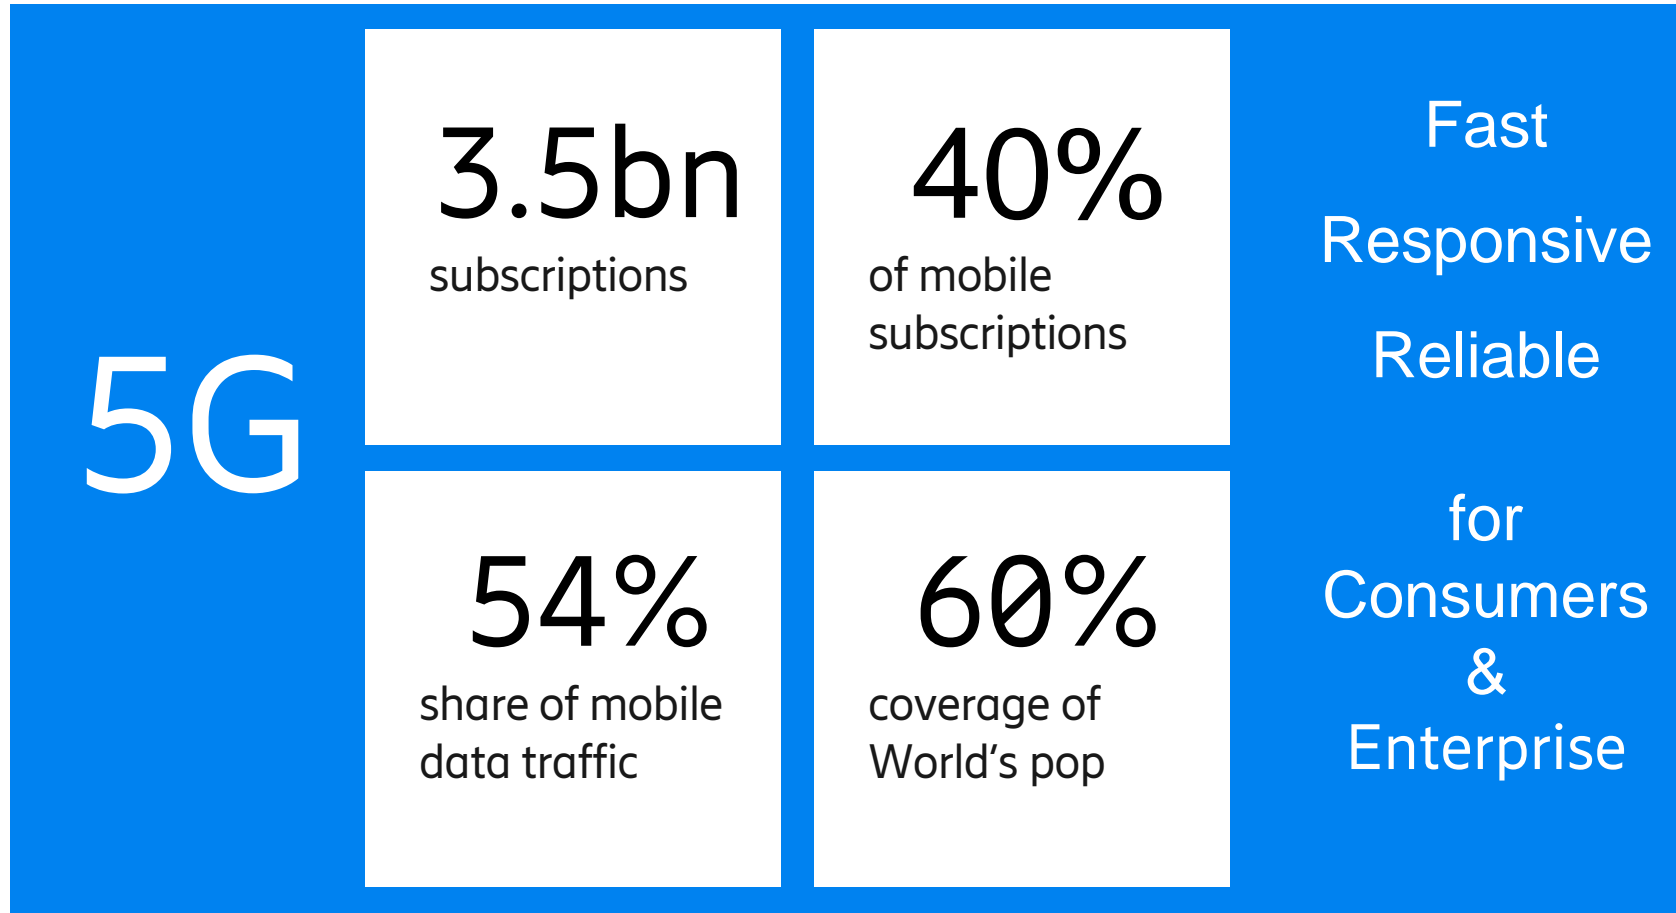 5G
3.5bn
subscriptions
40%
of mobile
subscriptions
54%
share of mobile
data traffic
60%
coverage of
World’s pop
Fast
Responsive
Reliable
for
Consumers
&
Enterprise